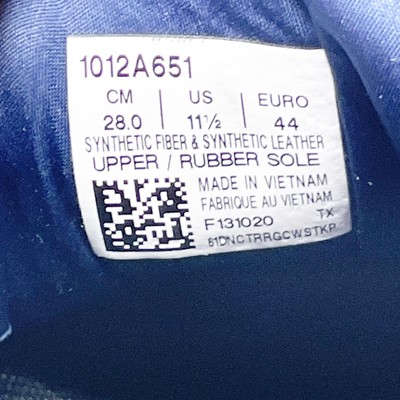 1012A651
CM | US | EURO
28.0 | 11½ | 44
SYNTHETIC FIBER & SYNTHETIC LEATHER
UPPER / RUBBER SOLE
MADE IN VIETNAM
FABRIQUE AU VIETNAM
F131020 TX
81DNCTRRGCWSTKP